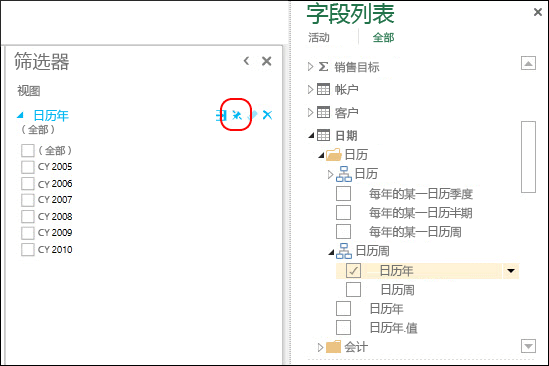 筛选器
视图
日历年
（全部）
（全部）
CY 2005
CY 2006
CY 2007
CY 2008
CY 2009
CY 2010
字段列表
活动
全部
Σ 销售目标
帐户
客户
日期
日历
日历
每年的某一日历季度
每年的某一日历半期
每年的某一日历周
日历周
日历年
日历周
日历年
日历年.值
会计